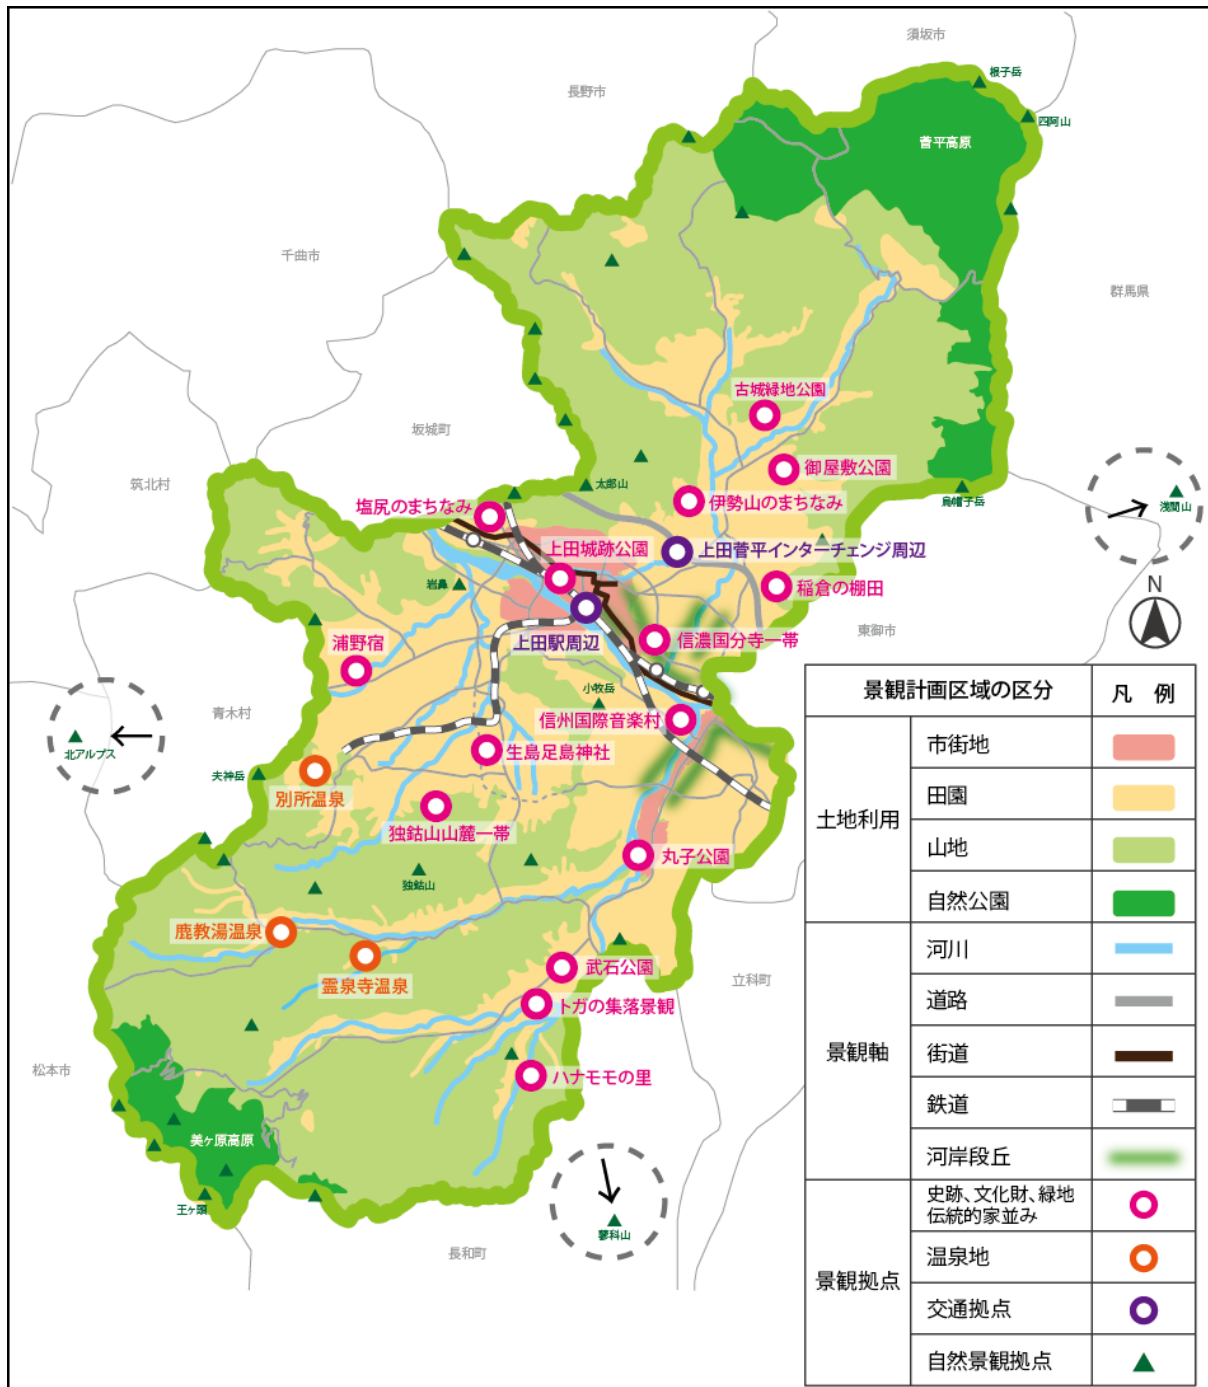 須坂市
根子岳
長野市
四阿山
菅平高原
千曲市
群馬県
古城緑地公園
坂城町
御屋敷公園
筑北村
太郎山
塩尻のまちなみ
伊勢山のまちなみ
烏帽子岳
浅間山
上田城跡公園
上田菅平インターチェンジ周辺
岩鼻
稲倉の棚田
N
浦野宿
上田駅周辺
信濃国分寺一帯
東御市
小牧岳
青木村
信州国際音楽村
北アルプス
生島足島神社
夫神岳
別所温泉
独鈷山山麓一帯
丸子公園
独鈷山
鹿教湯温泉
霊泉寺温泉
武石公園
立科町
トガの集落景観
松本市
ハナモモの里
美ヶ原高原
王ヶ頭
蓼科山
長和町
景観計画区域の区分
凡 例
土地利用
市街地
田園
山地
自然公園
景観軸
河川
道路
街道
鉄道
河岸段丘
景観拠点
史跡、文化財、緑地
伝統的家並み
温泉地
交通拠点
自然景観拠点